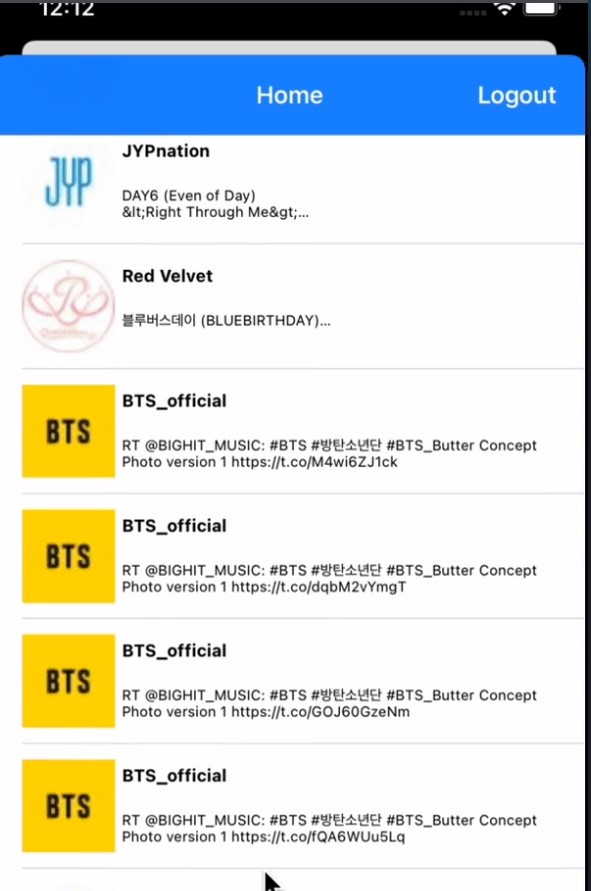 12:12
Home
Logout
JYP
JYPnation
DAY6 (Even of Day)
&lt;Right Through Me&gt;...
Red Velvet
블루버스데이 (BLUEBIRTHDAY)...
BTS
BTS_official
RT @BIGHIT_MUSIC: #BTS #방탄소년단 #BTS_Butter Concept
Photo version 1 https://t.co/M4wi6ZJ1ck
BTS
BTS_official
RT @BIGHIT_MUSIC: #BTS #방탄소년단 #BTS_Butter Concept
Photo version 1 https://t.co/dqbM2vYmgT
BTS
BTS_official
RT @BIGHIT_MUSIC: #BTS #방탄소년단 #BTS_Butter Concept
Photo version 1 https://t.co/GOJ60GzeNm
BTS
BTS_official
RT @BIGHIT_MUSIC: #BTS #방탄소년단 #BTS_Butter Concept
Photo version 1 https://t.co/fQA6WUu5Lq